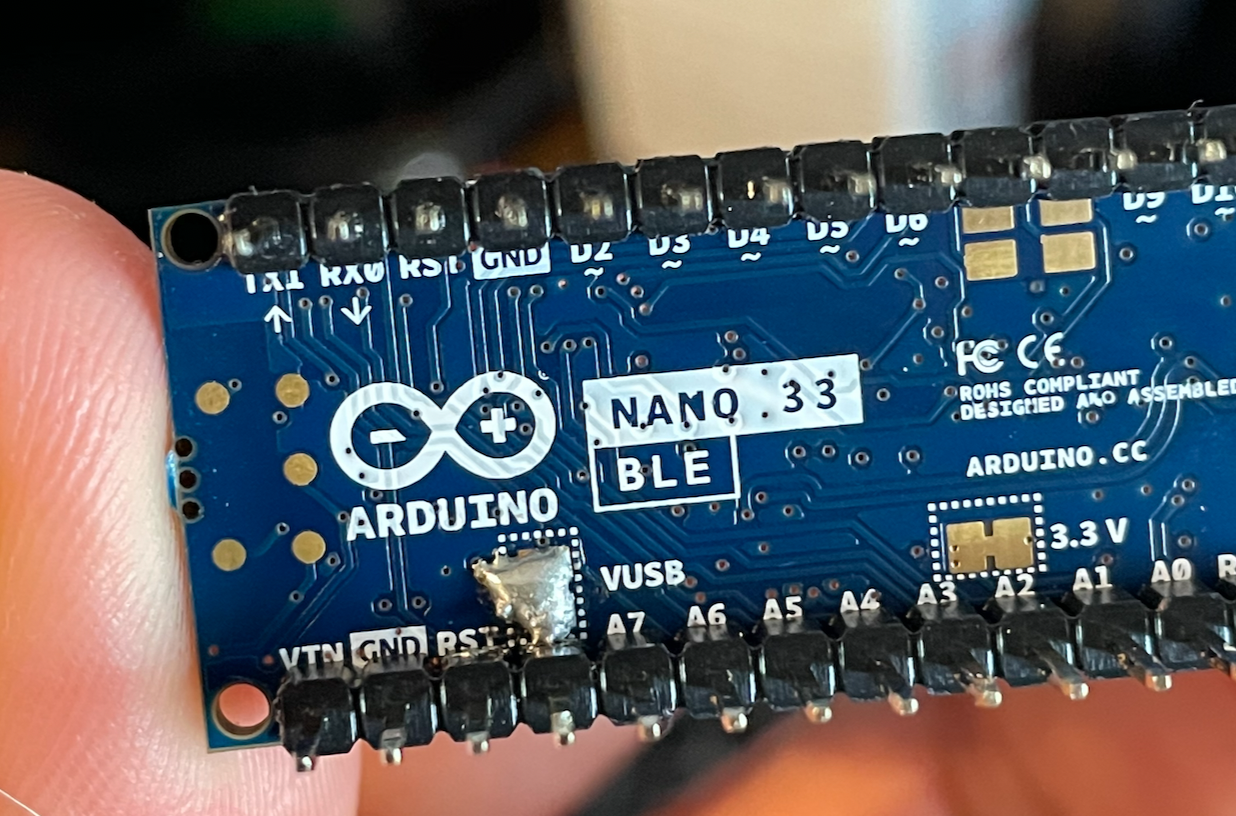 TX1 RX0 RST GND D2 D3 D4 D5 D6 D9
~ ~ ~ ~ ~ ~ ~
NANO 33
BLE
ARDUINO
FC CE
ROHS COMPLIANT
DESIGNED AND ASSEMBLED
ARDUINO.CC
VUSB
3.3 V
VIN GND RST A7 A6 A5 A4 A3 A2 A1 A0